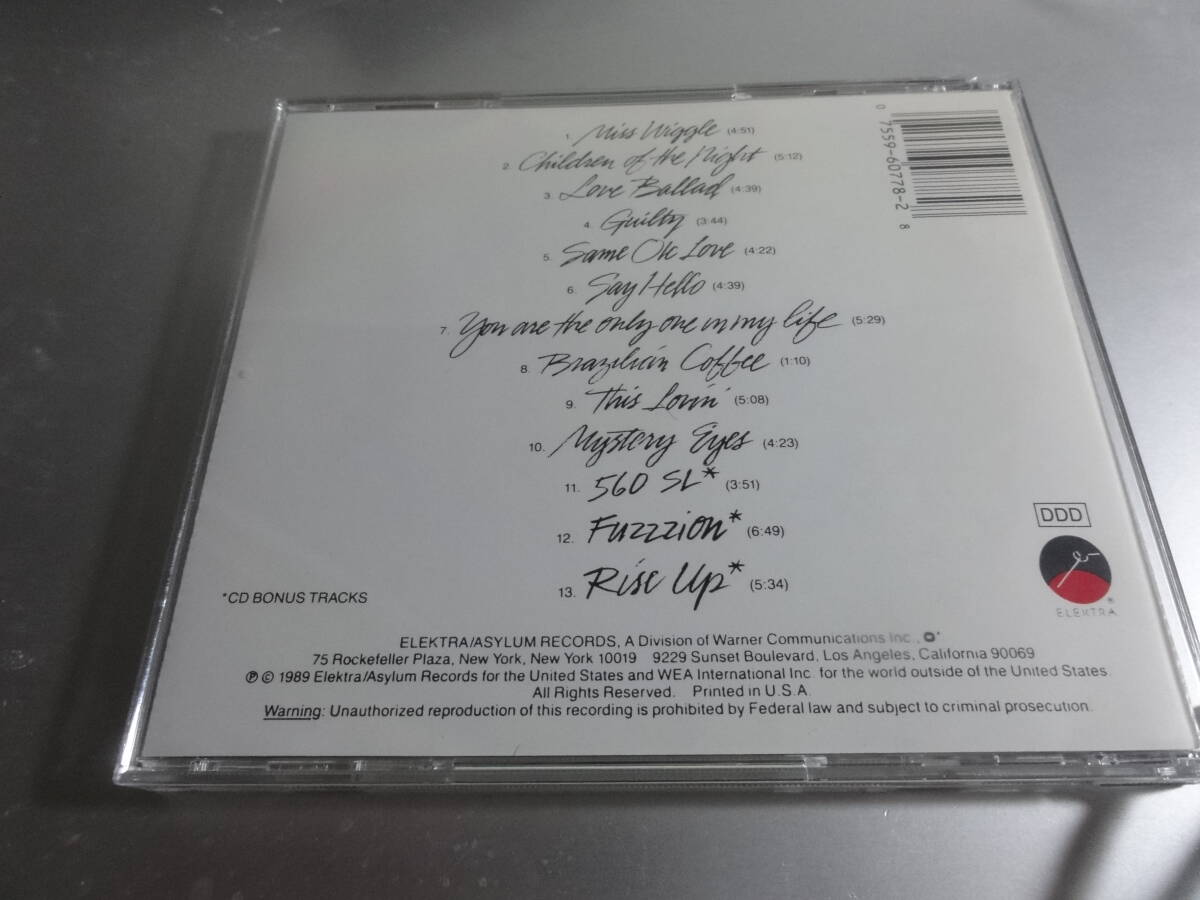 1. Miss Wiggle (4:51)
2. Children of the Night (5:12)
3. Love Ballad (4:39)
4. Guilty (3:44)
5. Same Ole Love (4:22)
6. Say Hello (4:39)
7. You are the only one in my life (5:29)
8. Brazilian Coffee (1:10)
9. This Lovin' (5:08)
10. Mystery Eyes (4:23)
11. 560 SL* (3:51)
12. Fuzzzion* (6:49)
13. Rise Up* (5:34)
*CD BONUS TRACKS
0 7559-60778-2 8
DDD
ELEKTRA
ELEKTRA/ASYLUM RECORDS, A Division of Warner Communications Inc.,
75 Rockefeller Plaza, New York, New York 10019 9229 Sunset Boulevard, Los Angeles, California 90069
℗ © 1989 Elektra/Asylum Records for the United States and WEA International Inc. for the world outside of the United States.
All Rights Reserved. Printed in U.S.A.
Warning: Unauthorized reproduction of this recording is prohibited by Federal law and subject to criminal prosecution.